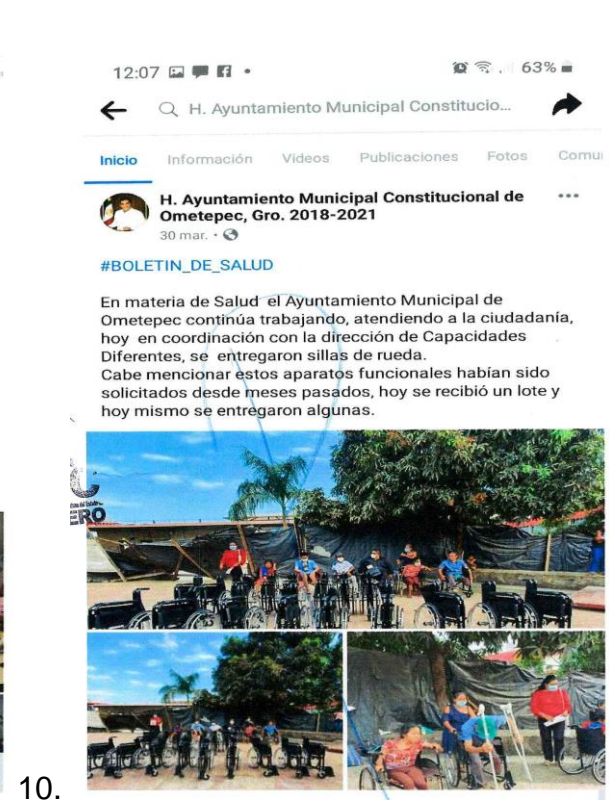 12:07 63%
H. Ayuntamiento Municipal Constitucio...
Inicio Información Videos Publicaciones Fotos Comu
H. Ayuntamiento Municipal Constitucional de
Ometepec, Gro. 2018-2021
30 mar.
#BOLETIN_DE_SALUD
En materia de Salud el Ayuntamiento Municipal de
Ometepec continúa trabajando, atendiendo a la ciudadanía,
hoy en coordinación con la dirección de Capacidades
Diferentes, se entregaron sillas de rueda.
Cabe mencionar estos aparatos funcionales habían sido
solicitados desde meses pasados, hoy se recibió un lote y
hoy mismo se entregaron algunas.
ERO
10.